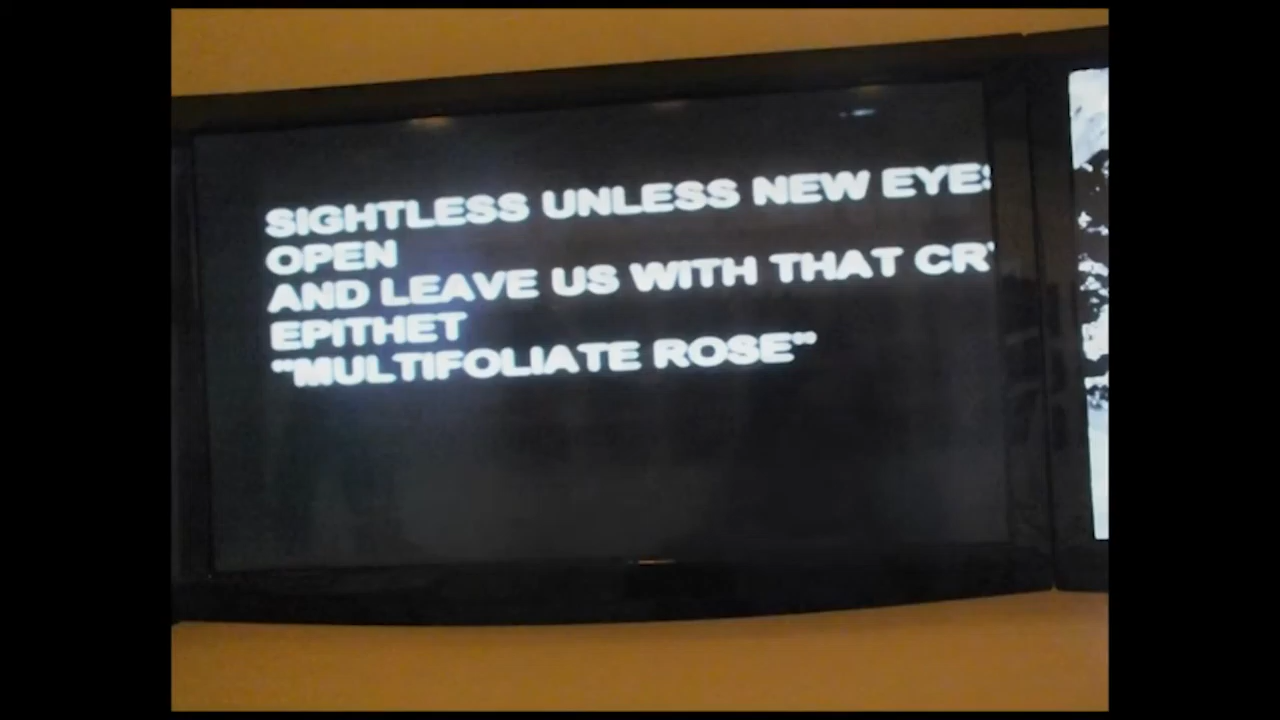 SIGHTLESS UNLESS NEW EYES
OPEN
AND LEAVE US WITH THAT
EPITHET
"MULTIFOLIATE ROSE"